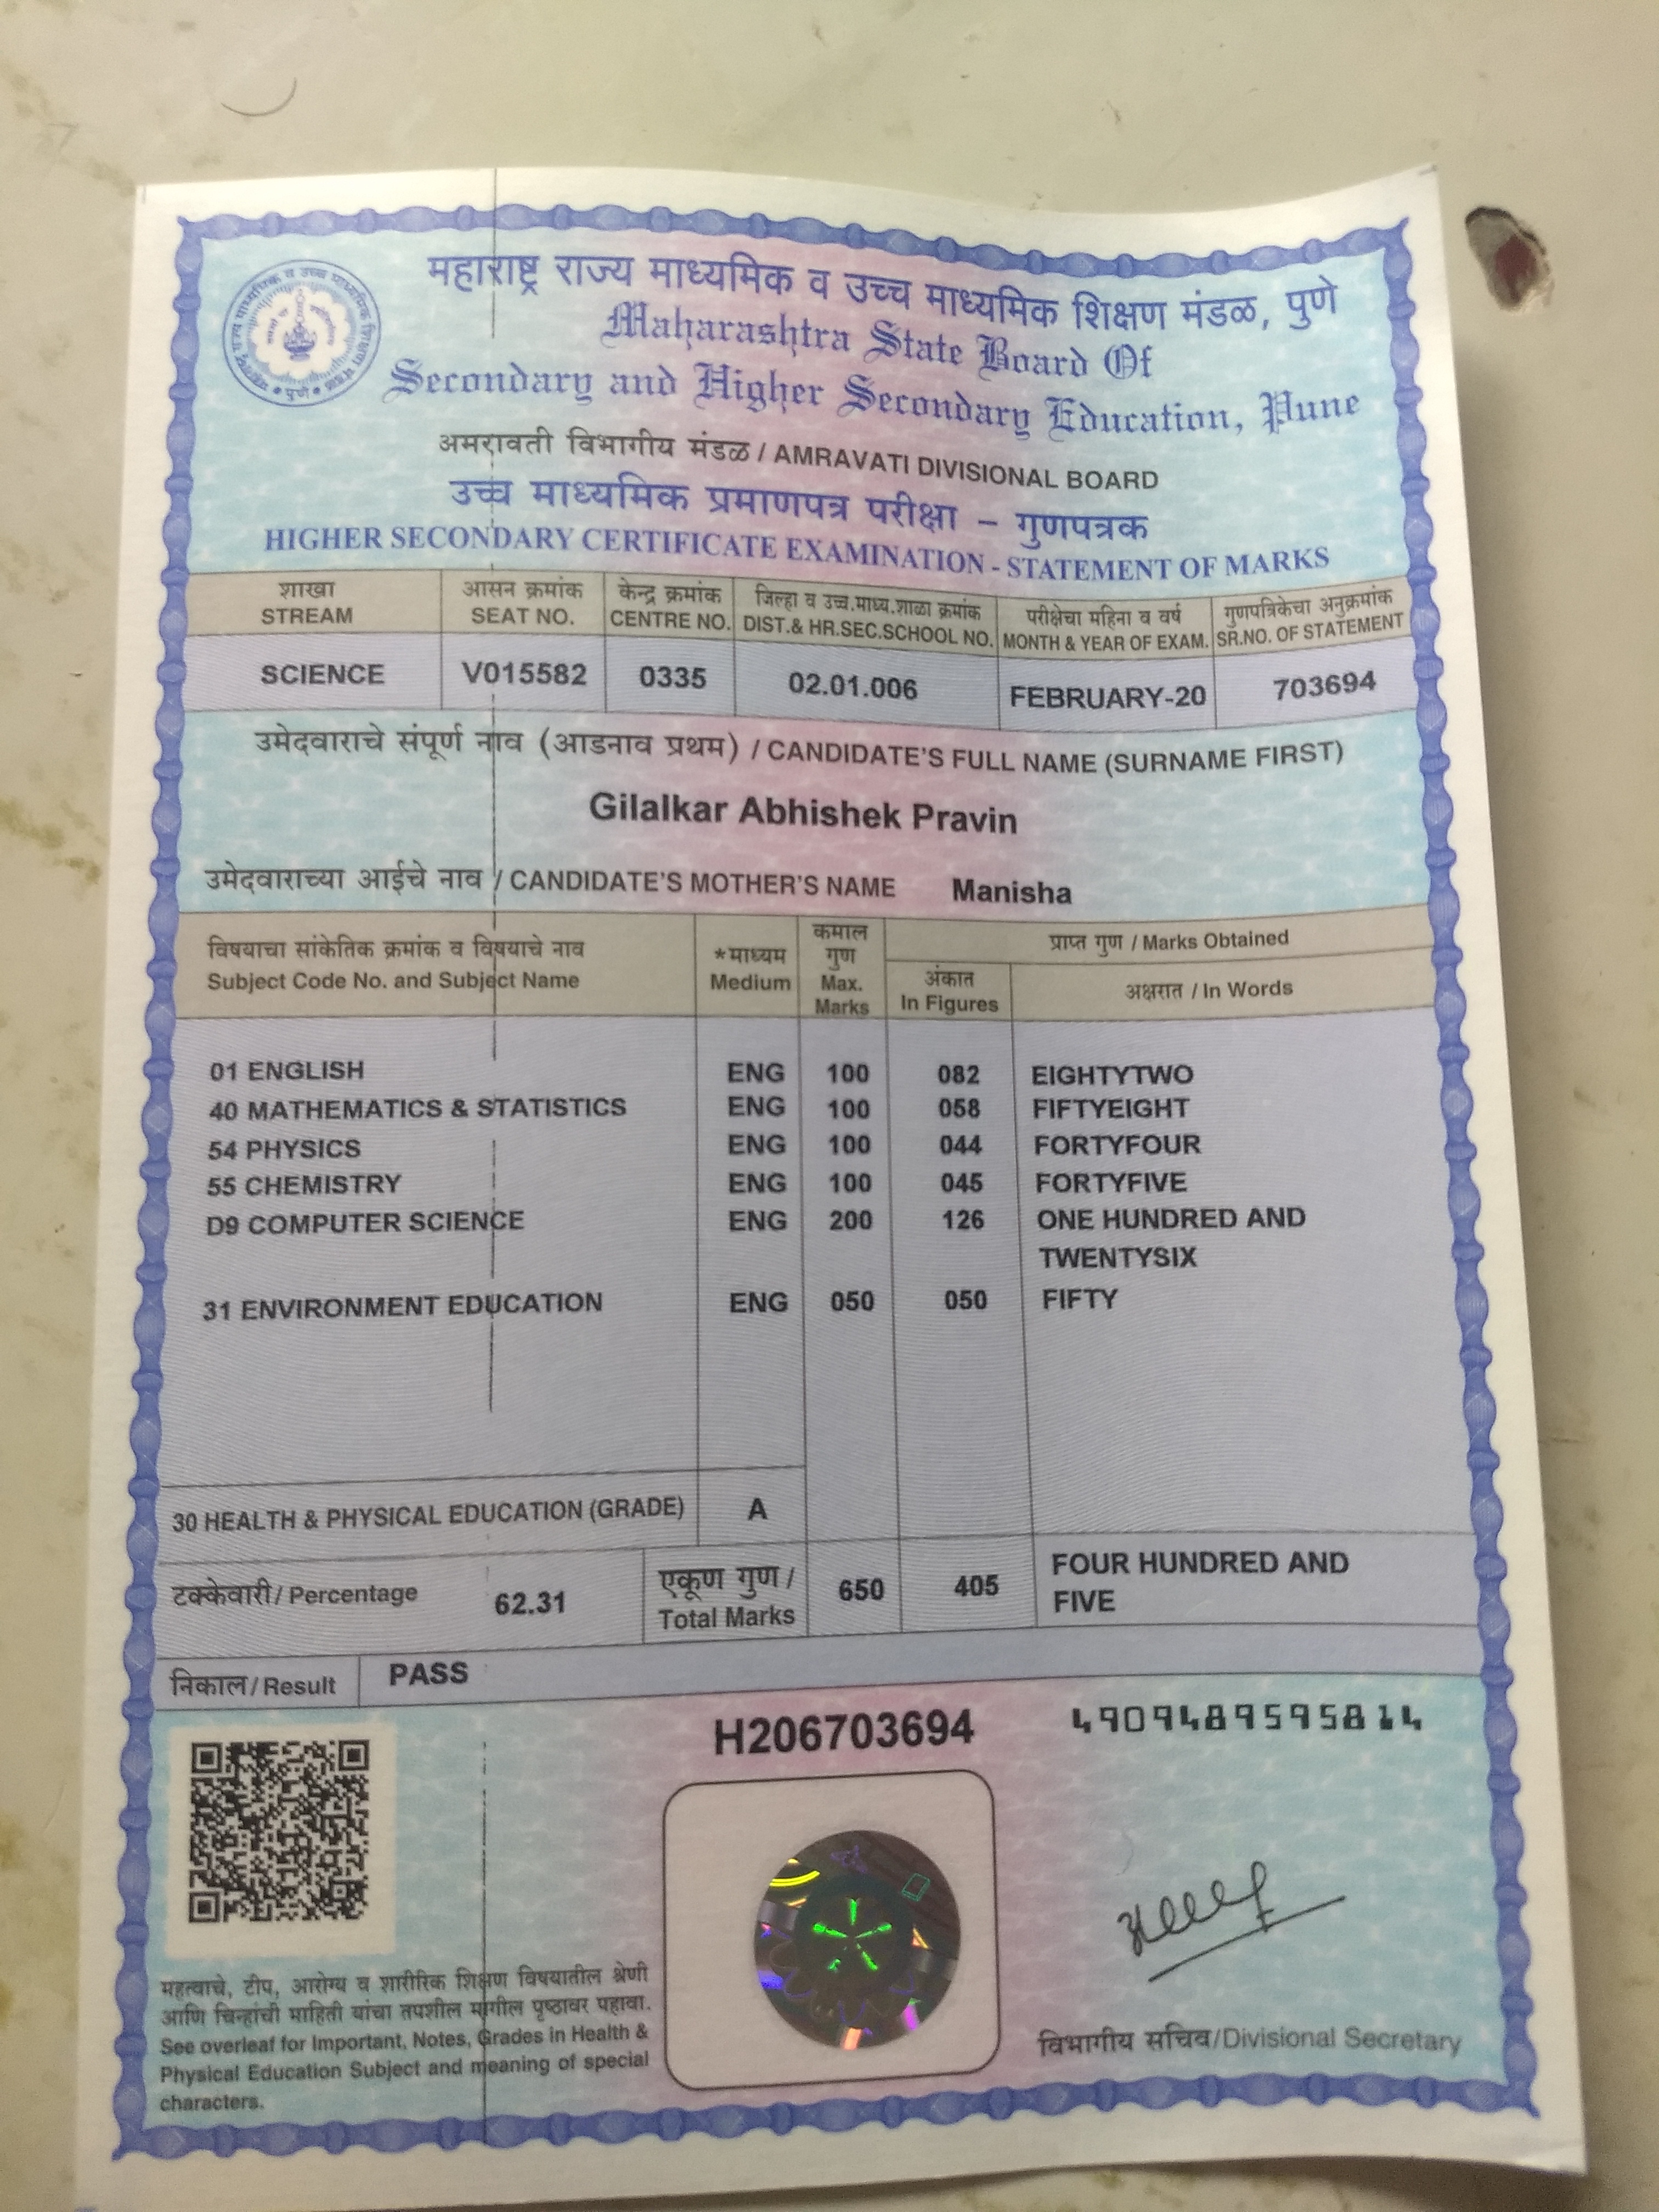 महाराष्ट्र राज्य माध्यमिक व उच्च माध्यमिक शिक्षण मंडळ, पुणे
Maharashtra State Board Of
Secondary and Higher Secondary Education, Pune
अमरावती विभागीय मंडळ / AMRAVATI DIVISIONAL BOARD
उच्च माध्यमिक प्रमाणपत्र परीक्षा – गुणपत्रक
HIGHER SECONDARY CERTIFICATE EXAMINATION - STATEMENT OF MARKS
शाखा आसन क्रमांक केन्द्र क्रमांक जिल्हा व उच्च.माध्य.शाळा क्रमांक परीक्षेचा महिना व वर्ष गुणपत्रिकेचा अनुक्रमांक
STREAM SEAT NO. CENTRE NO. DIST.& HR.SEC.SCHOOL NO. MONTH & YEAR OF EXAM. SR.NO. OF STATEMENT
SCIENCE V015582 0335 02.01.006 FEBRUARY-20 703694
उमेदवाराचे संपूर्ण नाव (आडनाव प्रथम) / CANDIDATE'S FULL NAME (SURNAME FIRST)
Gilalkar Abhishek Pravin
उमेदवाराच्या आईचे नाव / CANDIDATE'S MOTHER'S NAME Manisha
विषयाचा सांकेतिक क्रमांक व विषयाचे नाव
Subject Code No. and Subject Name
*माध्यम
Medium
कमाल
गुण
Max.
Marks
प्राप्त गुण / Marks Obtained
अंकात
In Figures
अक्षरात / In Words
01 ENGLISH ENG 100 082 EIGHTYTWO
40 MATHEMATICS & STATISTICS ENG 100 058 FIFTYEIGHT
54 PHYSICS ENG 100 044 FORTYFOUR
55 CHEMISTRY ENG 100 045 FORTYFIVE
D9 COMPUTER SCIENCE ENG 200 126 ONE HUNDRED AND
TWENTYSIX
31 ENVIRONMENT EDUCATION ENG 050 050 FIFTY
30 HEALTH & PHYSICAL EDUCATION (GRADE) A
टक्केवारी/ Percentage 62.31
एकूण गुण /
Total Marks
650 405
FOUR HUNDRED AND
FIVE
निकाल/ Result PASS
H206703694
4909489595814
महत्वाचे, टीप, आरोग्य व शारीरिक शिक्षण विषयातील श्रेणी
आणि चिन्हांची माहिती यांचा तपशील मागील पृष्ठावर पहावा.
See overleaf for Important, Notes, Grades in Health &
Physical Education Subject and meaning of special
characters.
विभागीय सचिव/Divisional Secretary